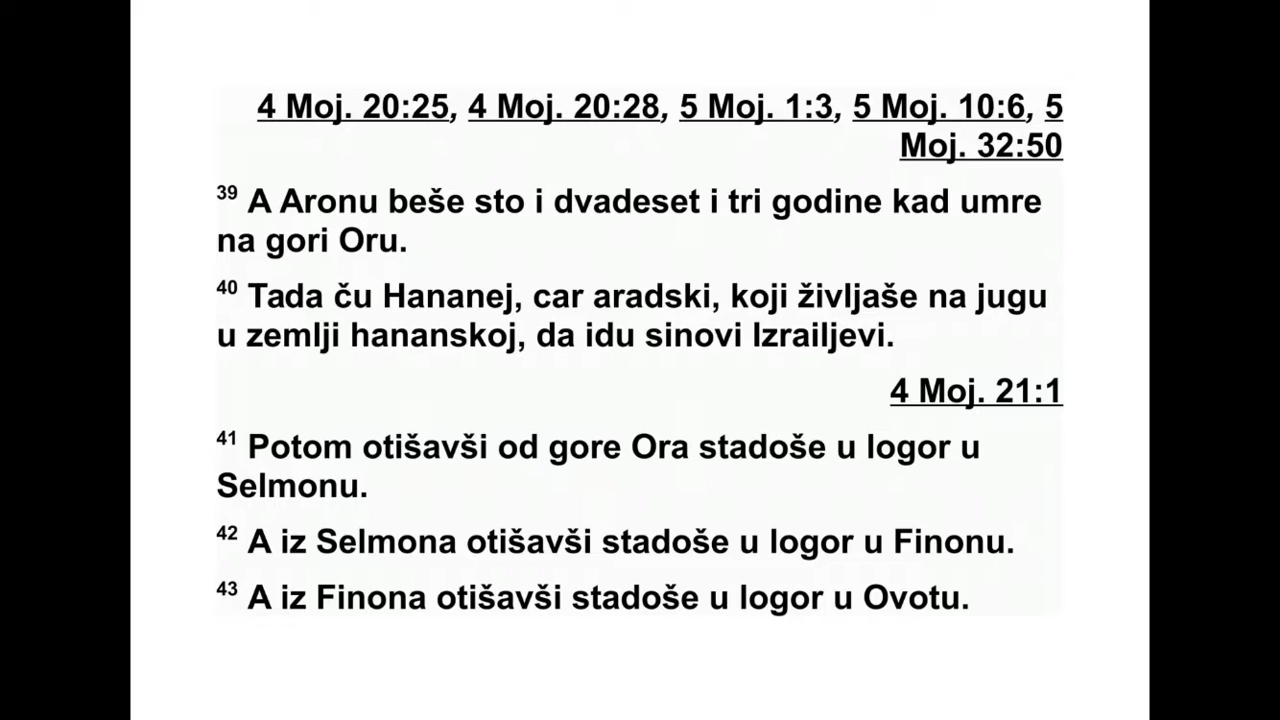 4 Moj. 20:25, 4 Moj. 20:28, 5 Moj. 1:3, 5 Moj. 10:6, 5
Moj. 32:50
39 A Aronu beše sto i dvadeset i tri godine kad umre
na gori Oru.
40 Tada ču Hananej, car aradski, koji življaše na jugu
u zemlji hananskoj, da idu sinovi Izrailjevi.
4 Moj. 21:1
41 Potom otišavši od gore Ora stadoše u logor u
Selmonu.
42 A iz Selmona otišavši stadoše u logor u Finonu.
43 A iz Finona otišavši stadoše u logor u Ovotu.